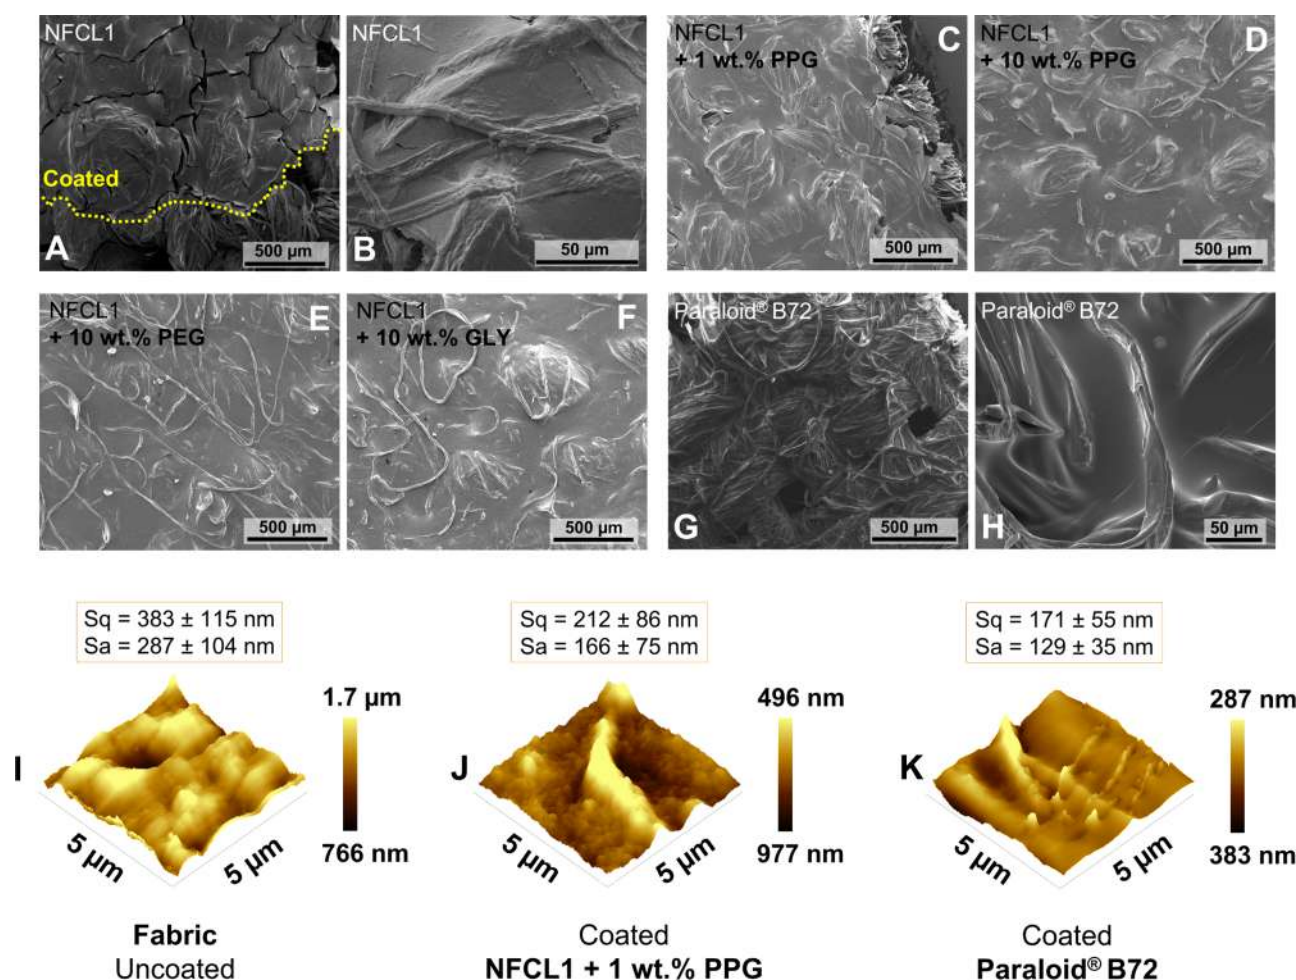 NFCL1
Coated
A
500 µm
NFCL1
B
50 µm
NFCL1
+ 1 wt.% PPG
C
500 µm
NFCL1
+ 10 wt.% PPG
D
500 µm
NFCL1
+ 10 wt.% PEG
E
500 µm
NFCL1
+ 10 wt.% GLY
F
500 µm
Paraloid® B72
G
500 µm
Paraloid® B72
H
50 µm
Sq = 383 ± 115 nm
Sa = 287 ± 104 nm
1.7 µm
I
766 nm
5 µm
5 µm
Fabric
Uncoated
Sq = 212 ± 86 nm
Sa = 166 ± 75 nm
496 nm
J
977 nm
5 µm
5 µm
Coated
NFCL1 + 1 wt.% PPG
Sq = 171 ± 55 nm
Sa = 129 ± 35 nm
287 nm
K
383 nm
5 µm
5 µm
Coated
Paraloid® B72